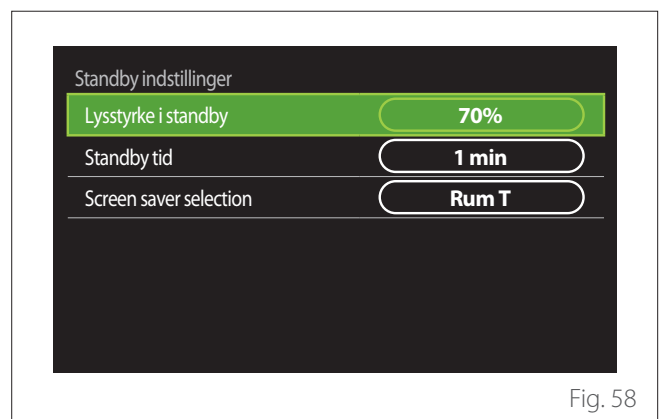 Standby indstillinger
Lysstyrke i standby 70%
Standby tid 1 min
Screen saver selection Rum T
Fig. 58